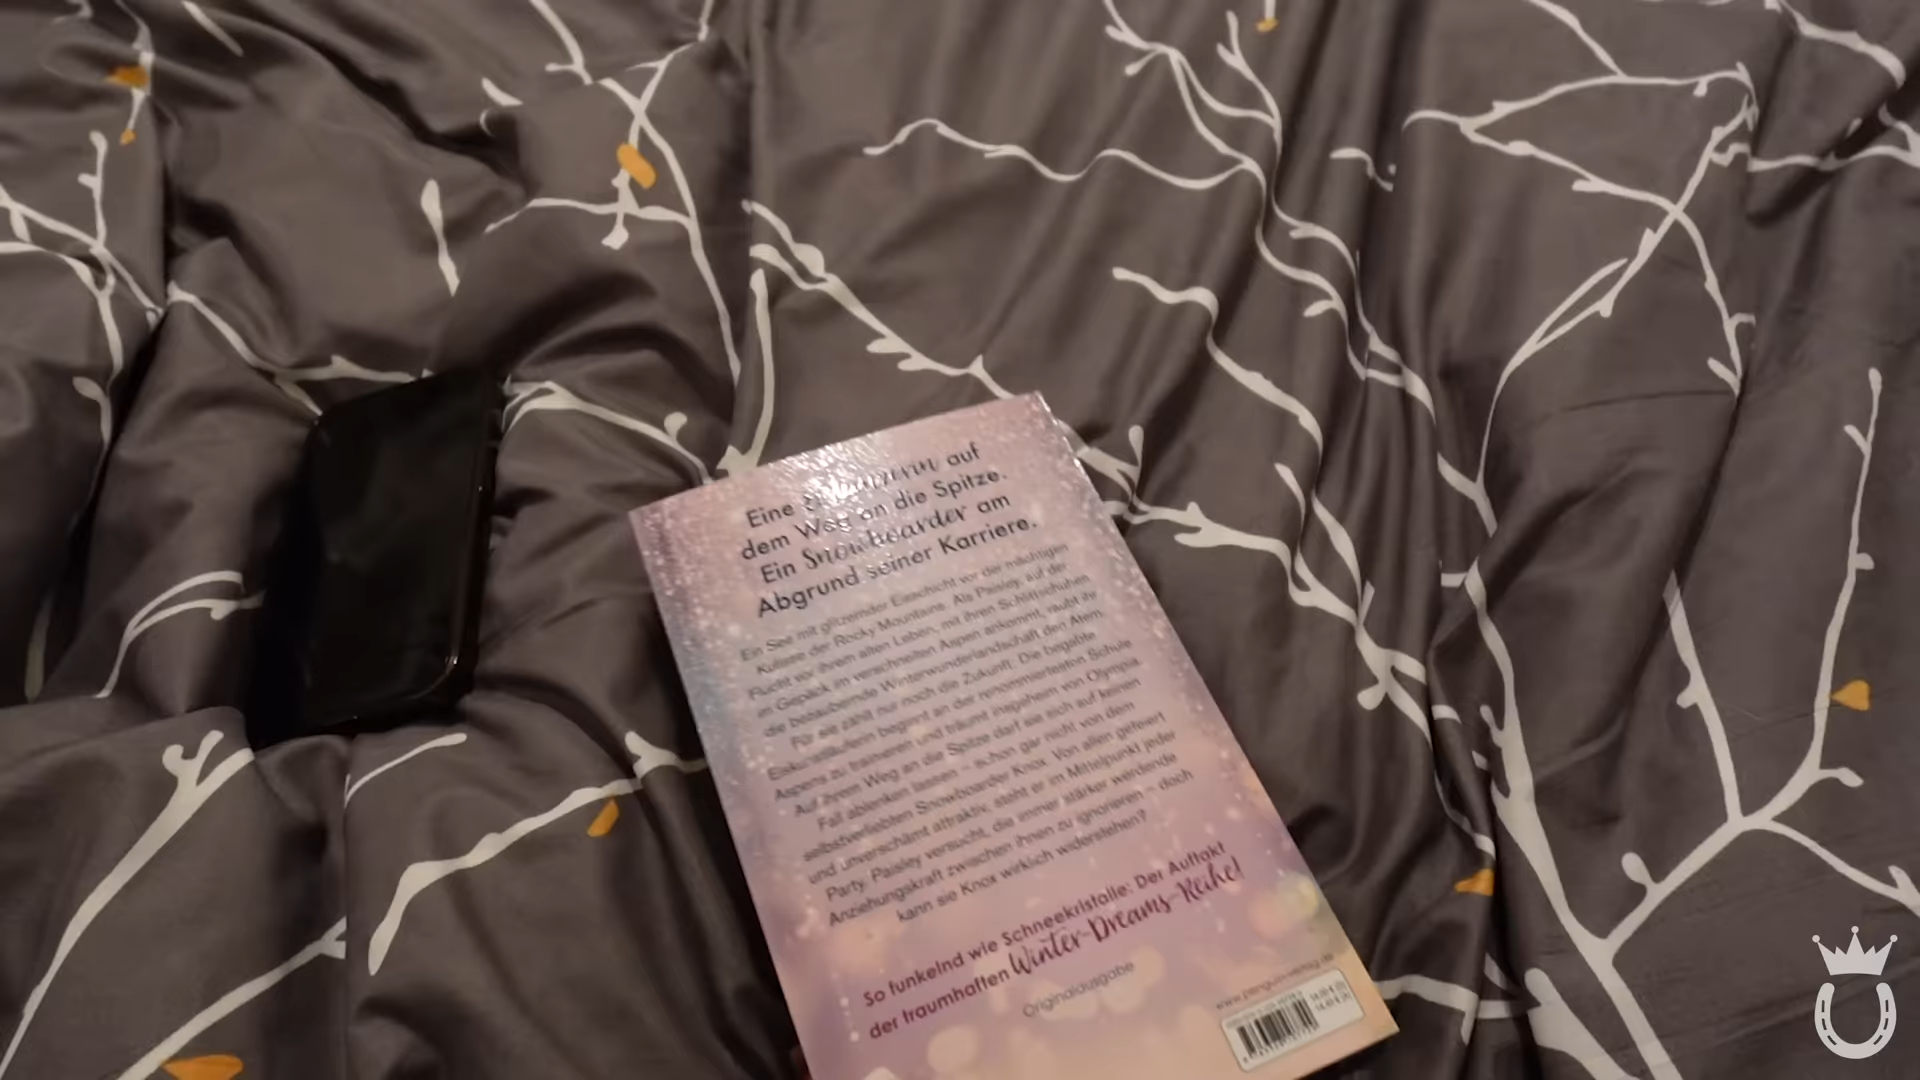 Eine auf
dem Weg an die Spitze.
Ein Snowboarder am
Abgrund seiner Karriere.
Ein See mit glitzernder Eisschicht vor der mächtigen
Kulisse der Rocky Mountains. Als Paisley, auf der
Flucht vor ihrem alten Leben, mit ihren Schlittschuhen
im Gepäck im verschneiten Aspen ankommt, raubt ihr
die bezaubernde Winterwunderlandschaft den Atem.
Für sie zählt nur noch die Zukunft: Die begabte
Eiskunstläuferin beginnt an der renommiertesten Schule
Aspens zu trainieren und träumt insgeheim von Olympia.
Auf ihrem Weg an die Spitze darf sie sich auf keinen
Fall ablenken lassen – schon gar nicht von dem
selbstverliebten Snowboarder Knox. Von allen gefeiert
und unverschämt attraktiv, steht er im Mittelpunkt jeder
Party. Paisley versucht, die immer stärker werdende
Anziehungskraft zwischen ihnen zu ignorieren – doch
kann sie Knox wirklich widerstehen?
So funkelnd wie Schneekristalle: Der Auftakt
der traumhaften Winter-Dreams-Reihe!
Originalausgabe
www.penguin-verlag.de